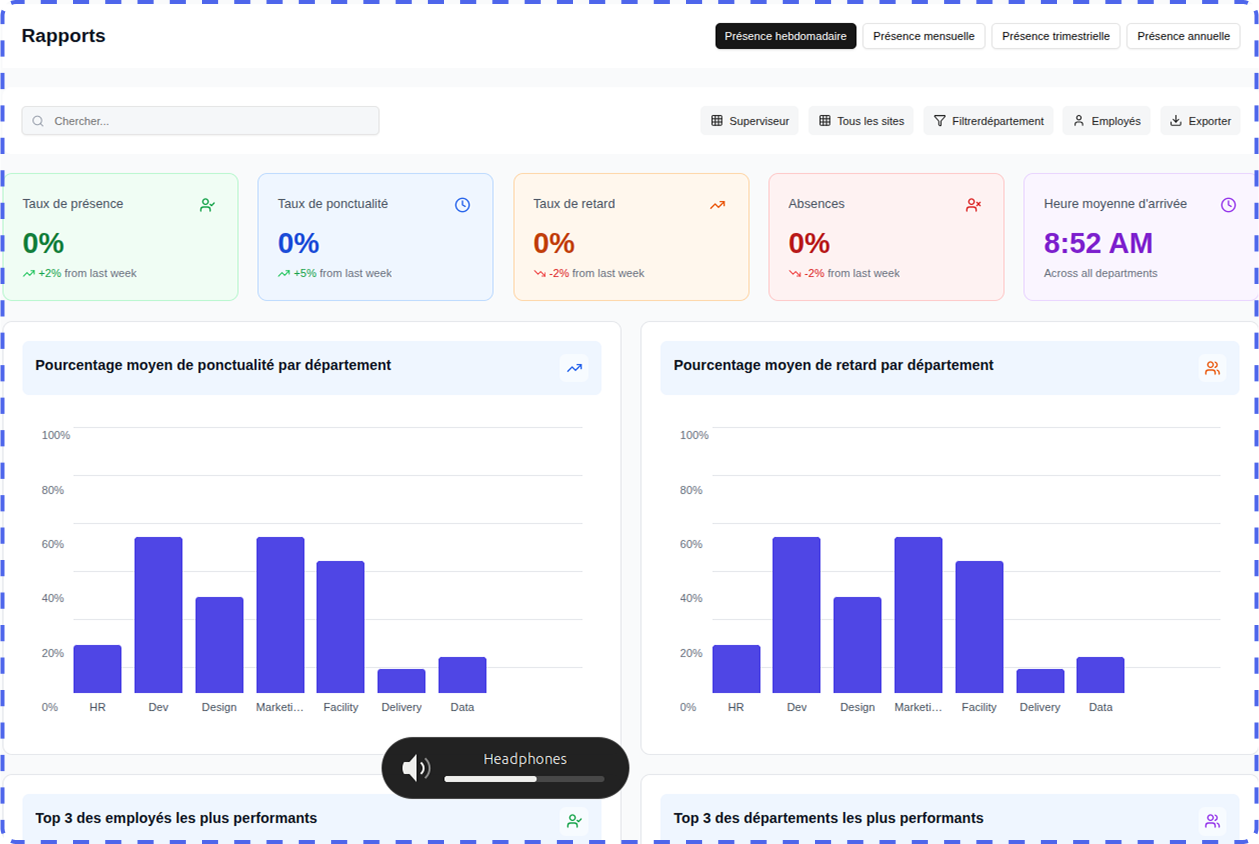 Rapports
Présence hebdomadaire
Présence mensuelle
Présence trimestrielle
Présence annuelle
Chercher...
Superviseur
Tous les sites
Filtrerdépartement
Employés
Exporter
Taux de présence
0%
+2% from last week
Taux de ponctualité
0%
+5% from last week
Taux de retard
0%
-2% from last week
Absences
0%
-2% from last week
Heure moyenne d'arrivée
8:52 AM
Across all departments
Pourcentage moyen de ponctualité par département
100%
80%
60%
40%
20%
0%
HR Dev Design Marketi… Facility Delivery Data
Pourcentage moyen de retard par département
100%
80%
60%
40%
20%
0%
HR Dev Design Marketi… Facility Delivery Data
Headphones
Top 3 des employés les plus performants
Top 3 des départements les plus performants